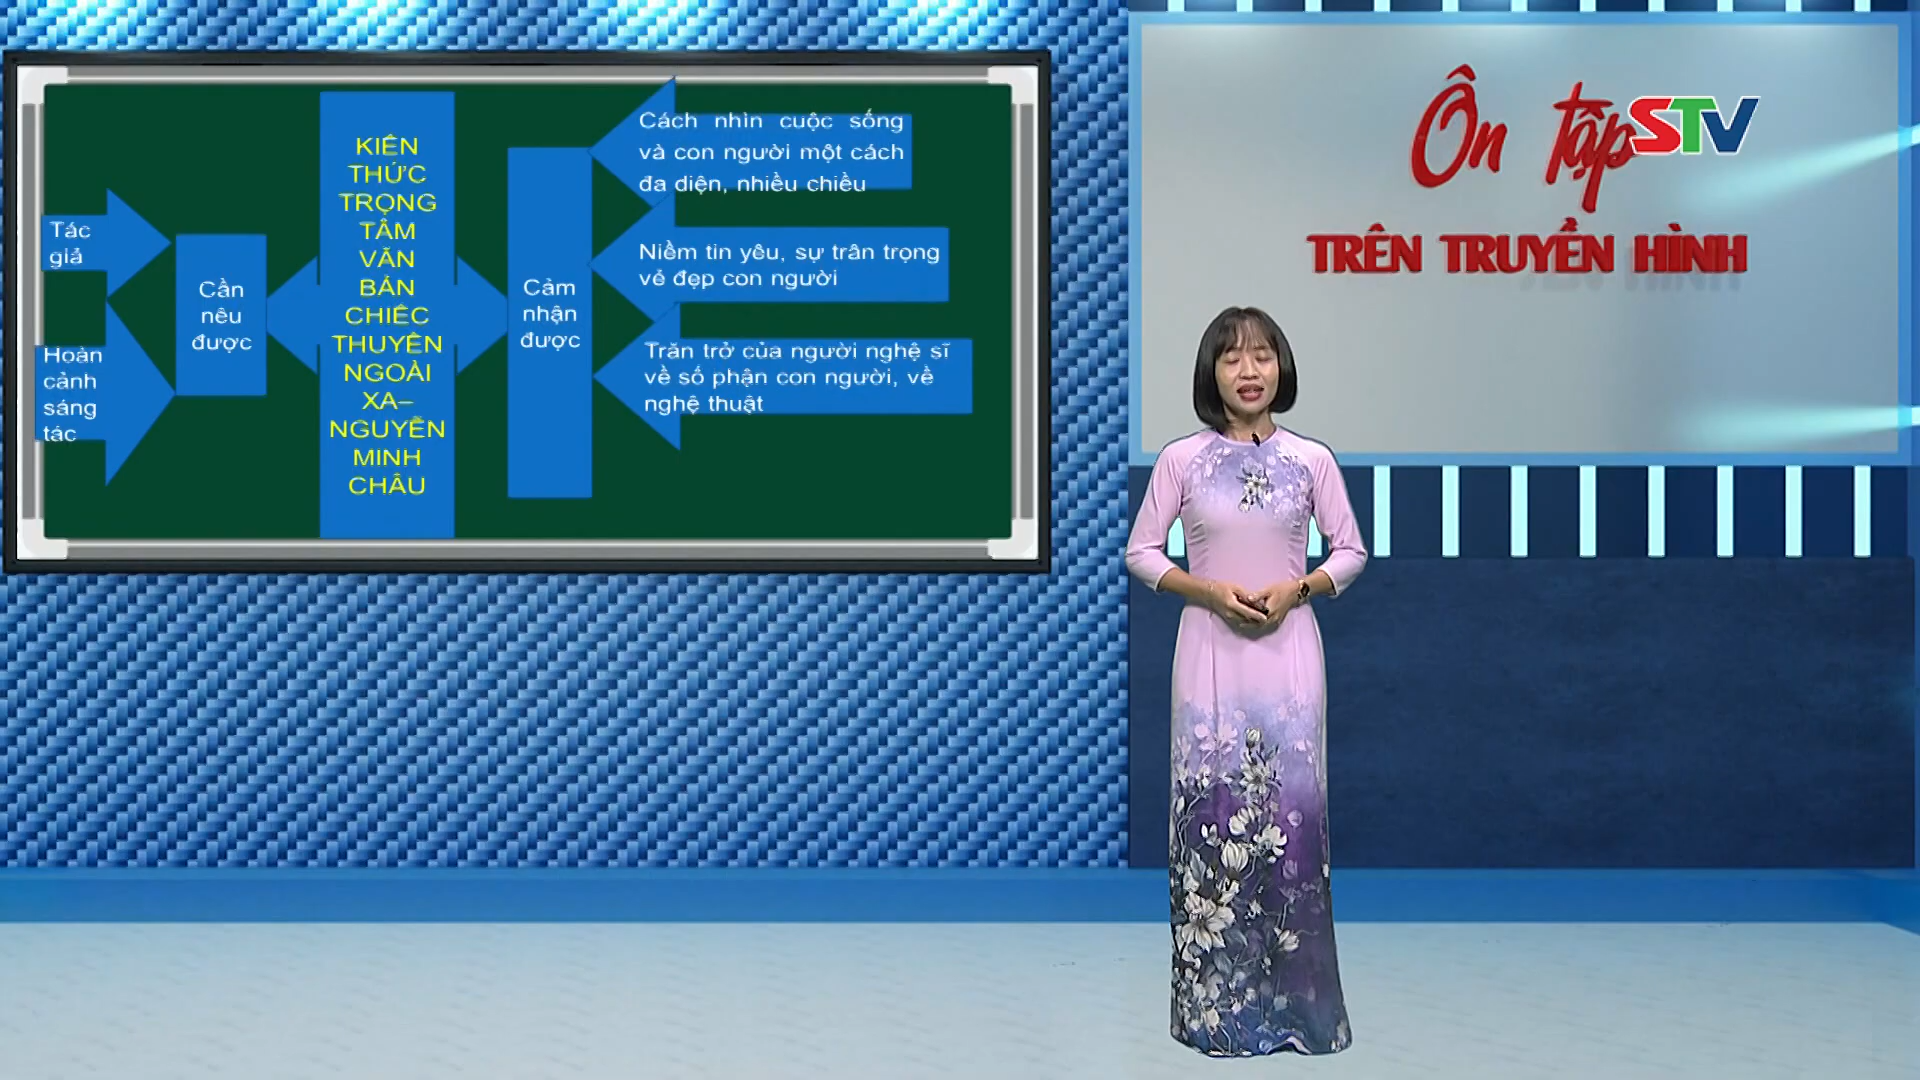 Tác
giả
Hoàn
cảnh
sáng
tác
Cần
nêu
được
KIẾN
THỨC
TRỌNG
TÂM
VĂN
BẢN
CHIẾC
THUYỀN
NGOÀI
XA–
NGUYỄN
MINH
CHÂU
Cảm
nhận
được
Cách nhìn cuộc sống
và con người một cách
đa diện, nhiều chiều
Niềm tin yêu, sự trân trọng
vẻ đẹp con người
Trăn trở của người nghệ sĩ
về số phận con người, về
nghệ thuật
Ôn tập
STV
TRÊN TRUYỀN HÌNH